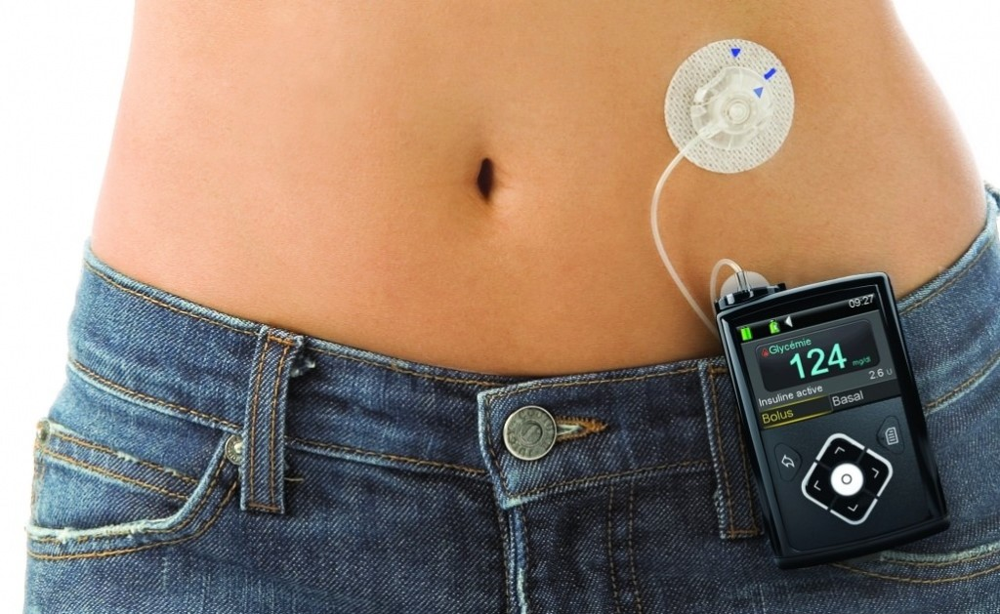 09:27
Glycémie
124 mg/dl
2.6 U
Insuline active
Bolus
Basal